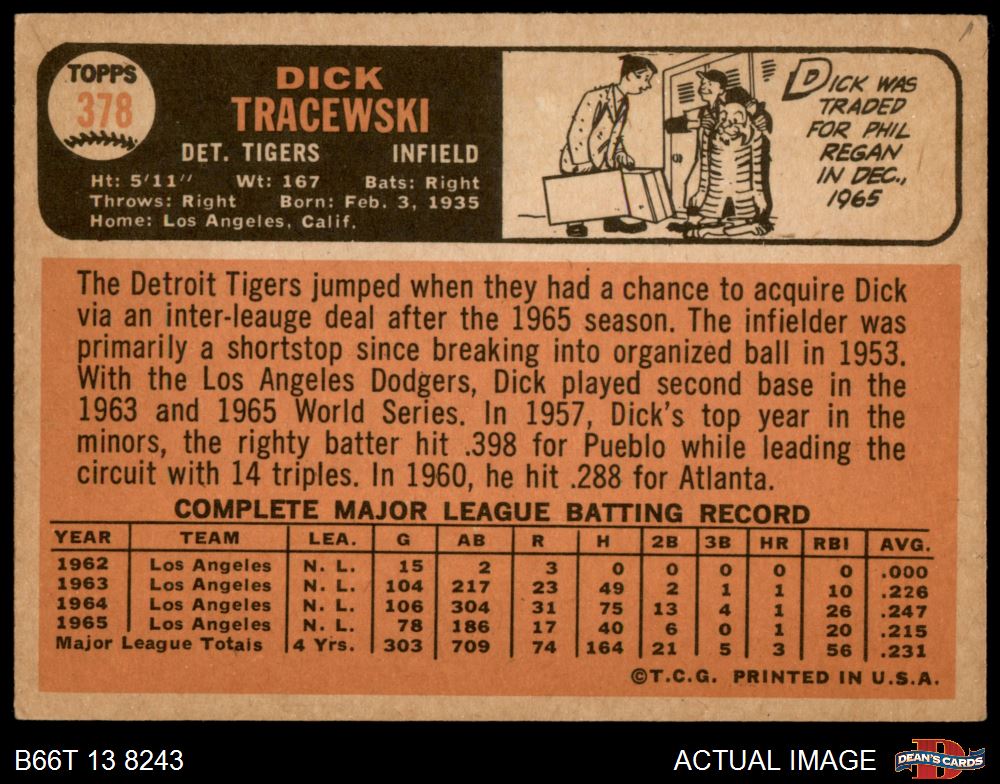 TOPPS
378
DICK
TRACEWSKI
DET. TIGERS INFIELD
Ht: 5'11" Wt: 167 Bats: Right
Throws: Right Born: Feb. 3, 1935
Home: Los Angeles, Calif.
DICK WAS
TRADED
FOR PHIL
REGAN
IN DEC.,
1965
The Detroit Tigers jumped when they had a chance to acquire Dick
via an inter-leauge deal after the 1965 season. The infielder was
primarily a shortstop since breaking into organized ball in 1953.
With the Los Angeles Dodgers, Dick played second base in the
1963 and 1965 World Series. In 1957, Dick's top year in the
minors, the righty batter hit .398 for Pueblo while leading the
circuit with 14 triples. In 1960, he hit .288 for Atlanta.
COMPLETE MAJOR LEAGUE BATTING RECORD
YEAR TEAM LEA. G AB R H 2B 3B HR RBI AVG.
1962 Los Angeles N. L. 15 2 3 0 0 0 0 0 .000
1963 Los Angeles N. L. 104 217 23 49 2 1 1 10 .226
1964 Los Angeles N. L. 106 304 31 75 13 4 1 26 .247
1965 Los Angeles N. L. 78 186 17 40 6 0 1 20 .215
Major League Totals 4 Yrs. 303 709 74 164 21 5 3 56 .231
©T.C.G. PRINTED IN U.S.A.
B66T 13 8243 ACTUAL IMAGE
D
DEAN'S CARDS